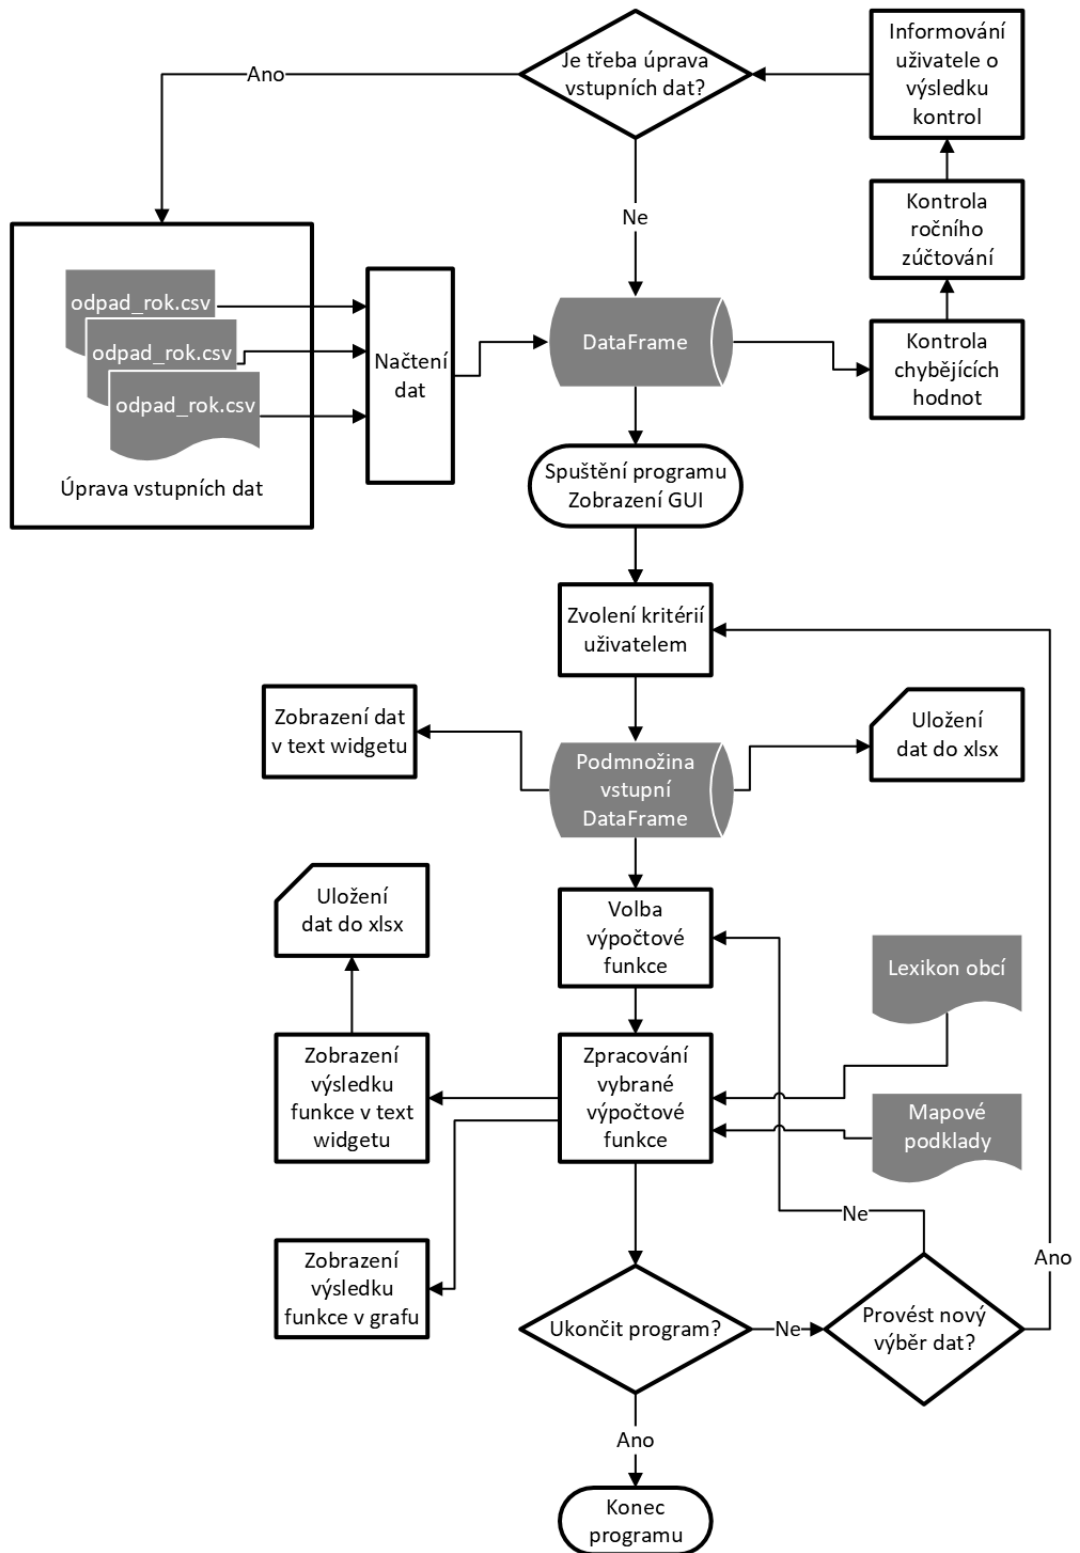 Informování
uživatele o
výsledku
kontrol
Je třeba úprava
vstupních dat?
Ano
Ne
Kontrola
ročního
zúčtování
odpad_rok.csv
odpad_rok.csv
odpad_rok.csv
Úprava vstupních dat
Načtení
dat
DataFrame
Kontrola
chybějících
hodnot
Spuštění programu
Zobrazení GUI
Zvolení kritérií
uživatelem
Zobrazení dat
v text widgetu
Podmnožina
vstupní
DataFrame
Uložení
dat do xlsx
Uložení
dat do xlsx
Volba
výpočtové
funkce
Lexikon obcí
Zobrazení
výsledku
funkce v text
widgetu
Zpracování
vybrané
výpočtové
funkce
Mapové
podklady
Ne
Ano
Zobrazení
výsledku
funkce v grafu
Ukončit program?
Ne
Provést nový
výběr dat?
Ano
Konec
programu